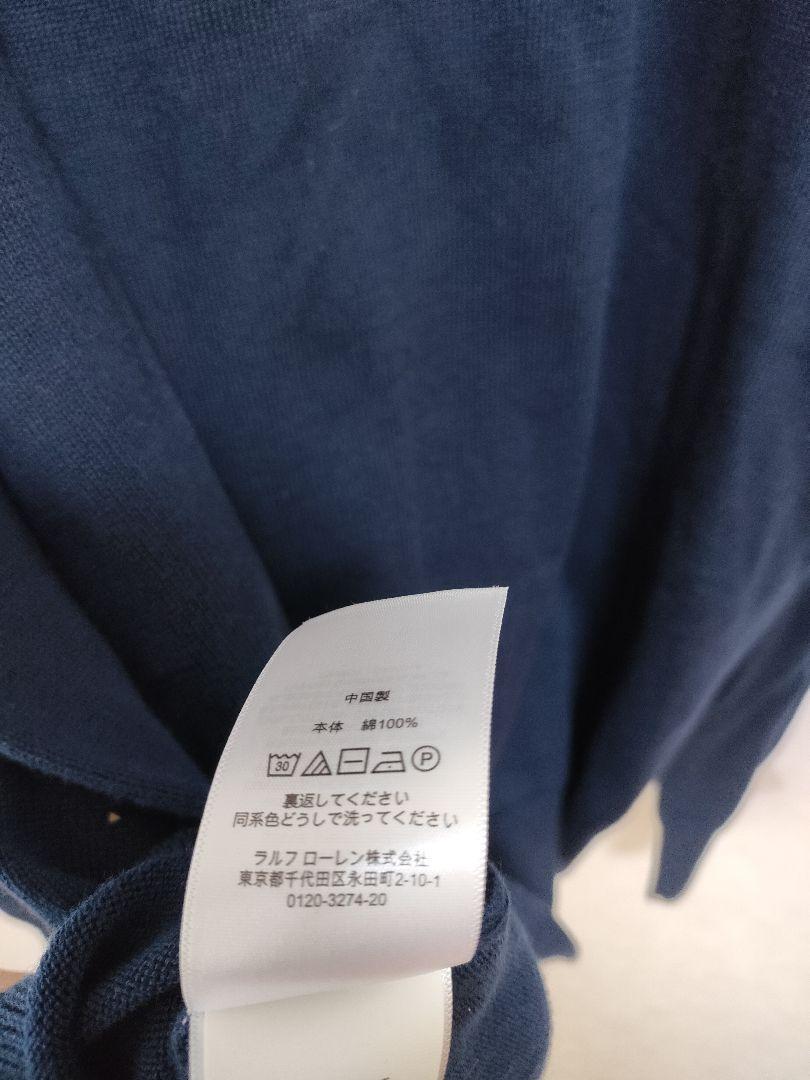 中国製
本体 綿100%
30 P
裏返してください
同系色どうしで洗ってください
ラルフ ローレン株式会社
東京都千代田区永田町2-10-1
0120-3274-20